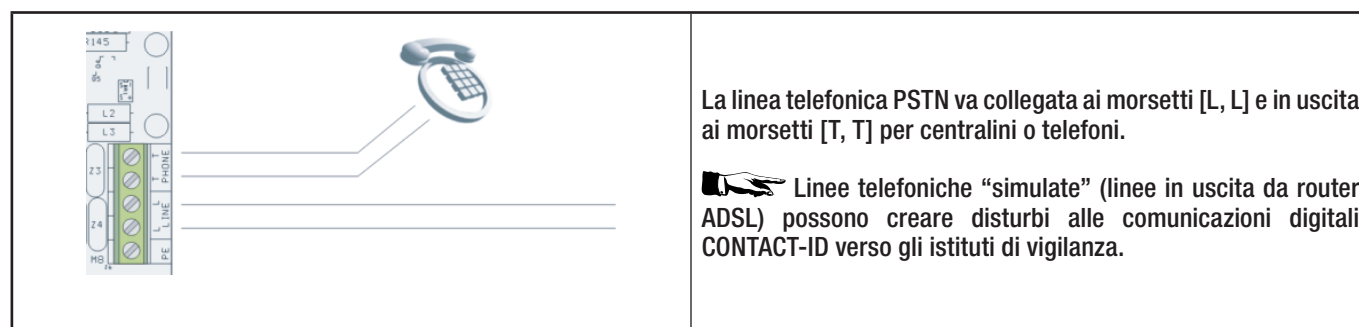 R145
L2
L3
Z3
Z4
M8
T T
PHONE
L L
LINE
PE
La linea telefonica PSTN va collegata ai morsetti [L, L] e in uscita
ai morsetti [T, T] per centralini o telefoni.
Linee telefoniche “simulate” (linee in uscita da router
ADSL) possono creare disturbi alle comunicazioni digitali
CONTACT-ID verso gli istituti di vigilanza.